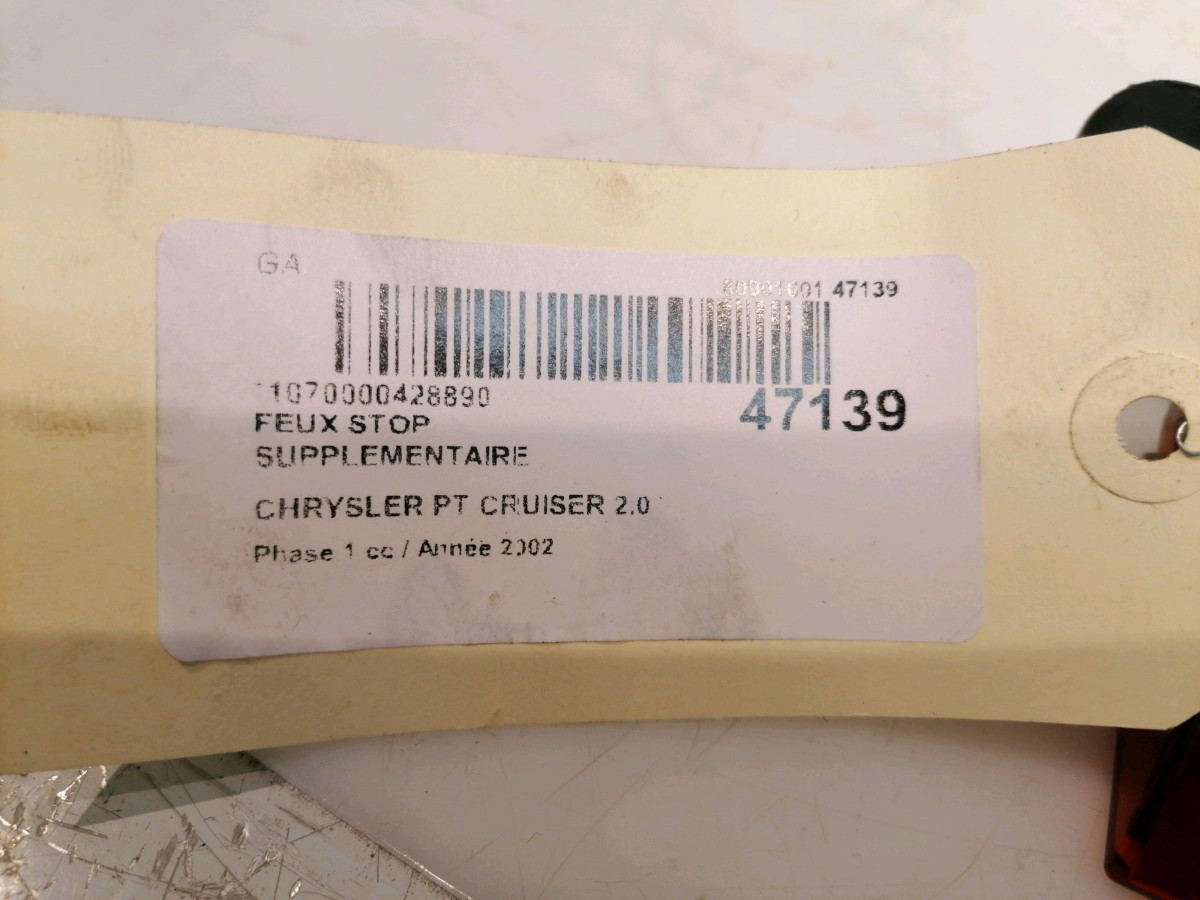 GA
47139
11070000428890
47139
FEUX STOP
SUPPLEMENTAIRE
CHRYSLER PT CRUISER 2.0
Phase 1 cc / Année 2002